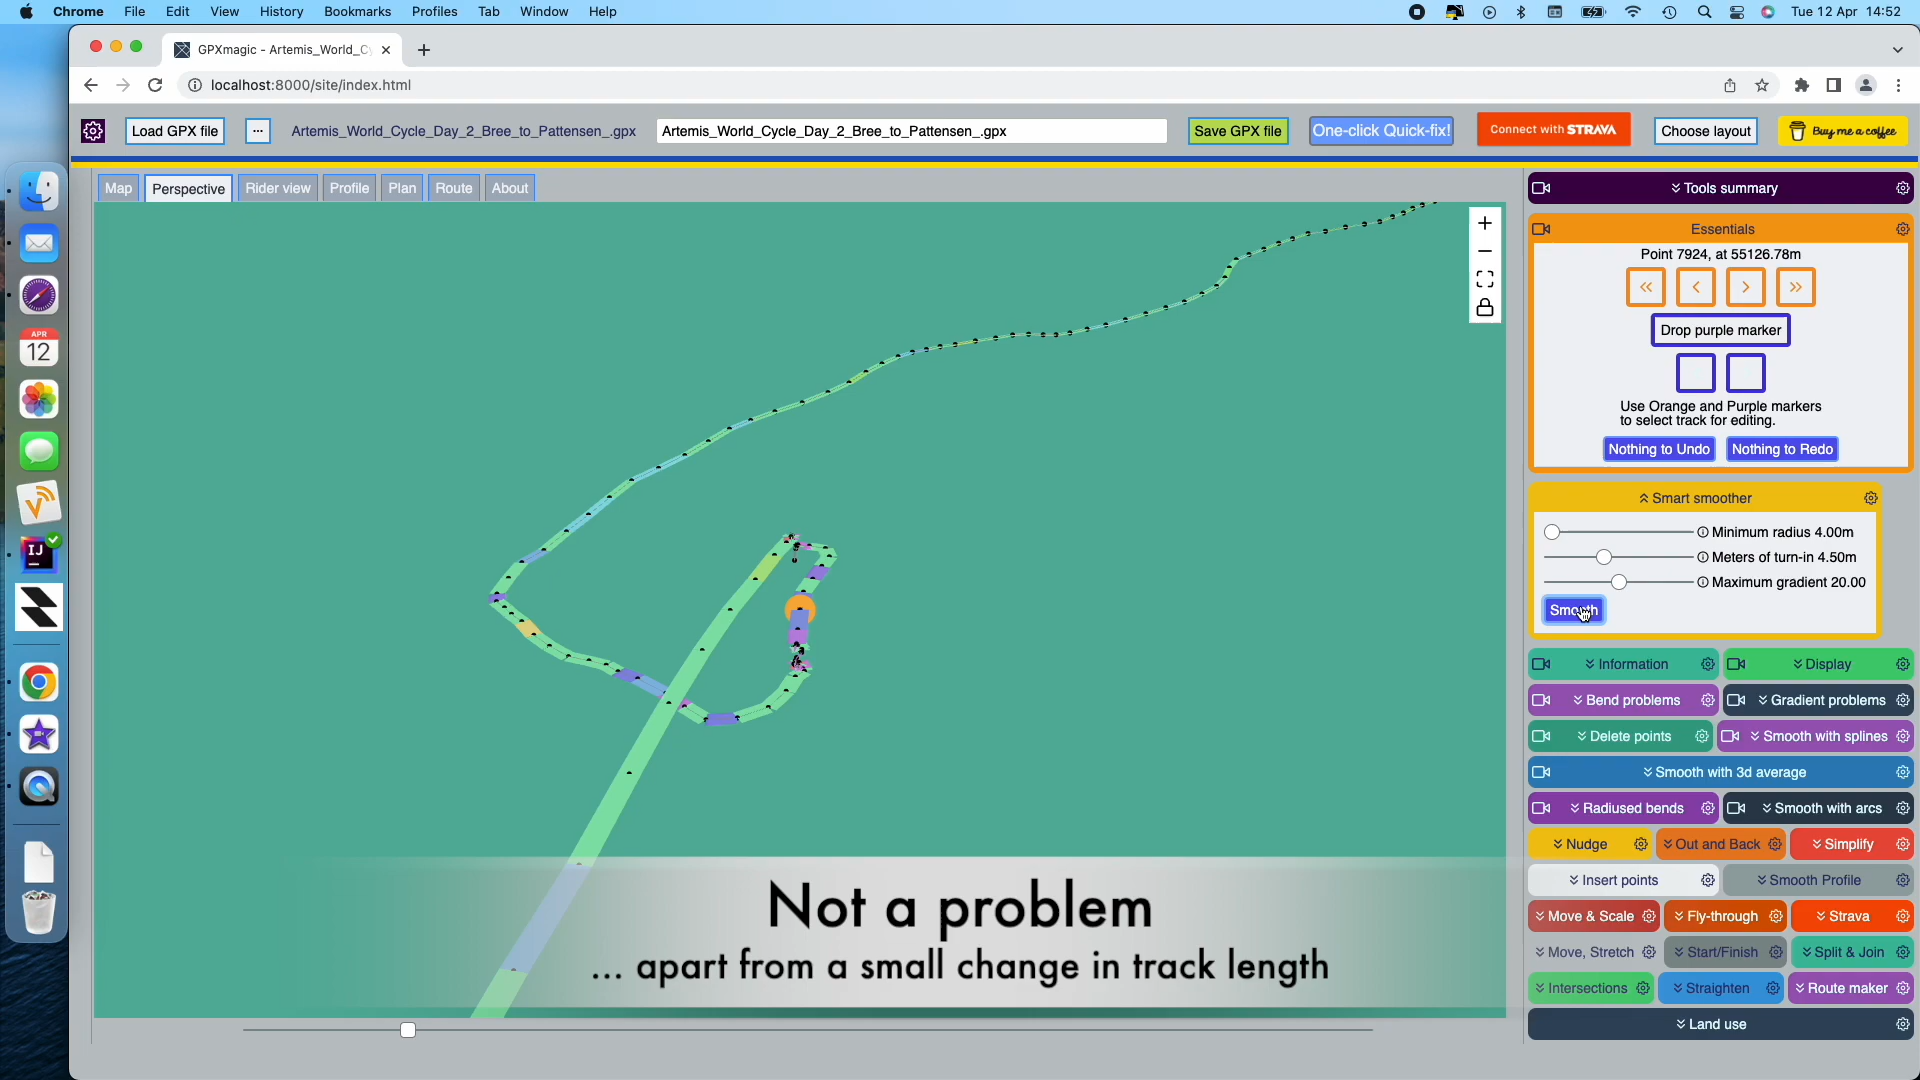 Chrome File Edit View History Bookmarks Profiles Tab Window Help Tue 12 Apr 14:52
GPXmagic - Artemis_World_C
localhost:8000/site/index.html
Load GPX file ... Artemis_World_Cycle_Day_2_Bree_to_Pattensen_.gpx Artemis_World_Cycle_Day_2_Bree_to_Pattensen_.gpx Save GPX file One-click Quick-fix! Connect with STRAVA Choose layout Buy me a coffee
Map Perspective Rider view Profile Plan Route About
Tools summary
Essentials
Point 7924, at 55126.78m
Drop purple marker
Use Orange and Purple markers
to select track for editing.
Nothing to Undo Nothing to Redo
Smart smoother
Minimum radius 4.00m
Meters of turn-in 4.50m
Maximum gradient 20.00
Smooth
Information Display
Bend problems Gradient problems
Delete points Smooth with splines
Smooth with 3d average
Radiused bends Smooth with arcs
Nudge Out and Back Simplify
Insert points Smooth Profile
Move & Scale Fly-through Strava
Move, Stretch Start/Finish Split & Join
Intersections Straighten Route maker
Land use
APR
12
IJ
Not a problem
... apart from a small change in track length